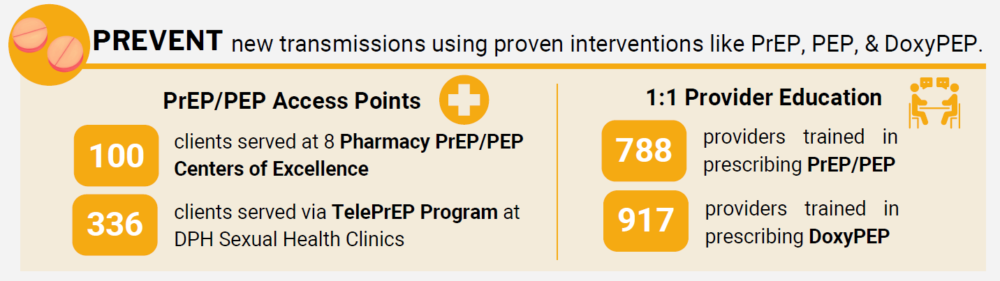 PREVENT new transmissions using proven interventions like PrEP, PEP, & DoxyPEP.
PrEP/PEP Access Points
100
clients served at 8 Pharmacy PrEP/PEP
Centers of Excellence
336
clients served via TelePrEP Program at
DPH Sexual Health Clinics
1:1 Provider Education
788
providers trained in
prescribing PrEP/PEP
917
providers trained in
prescribing DoxyPEP